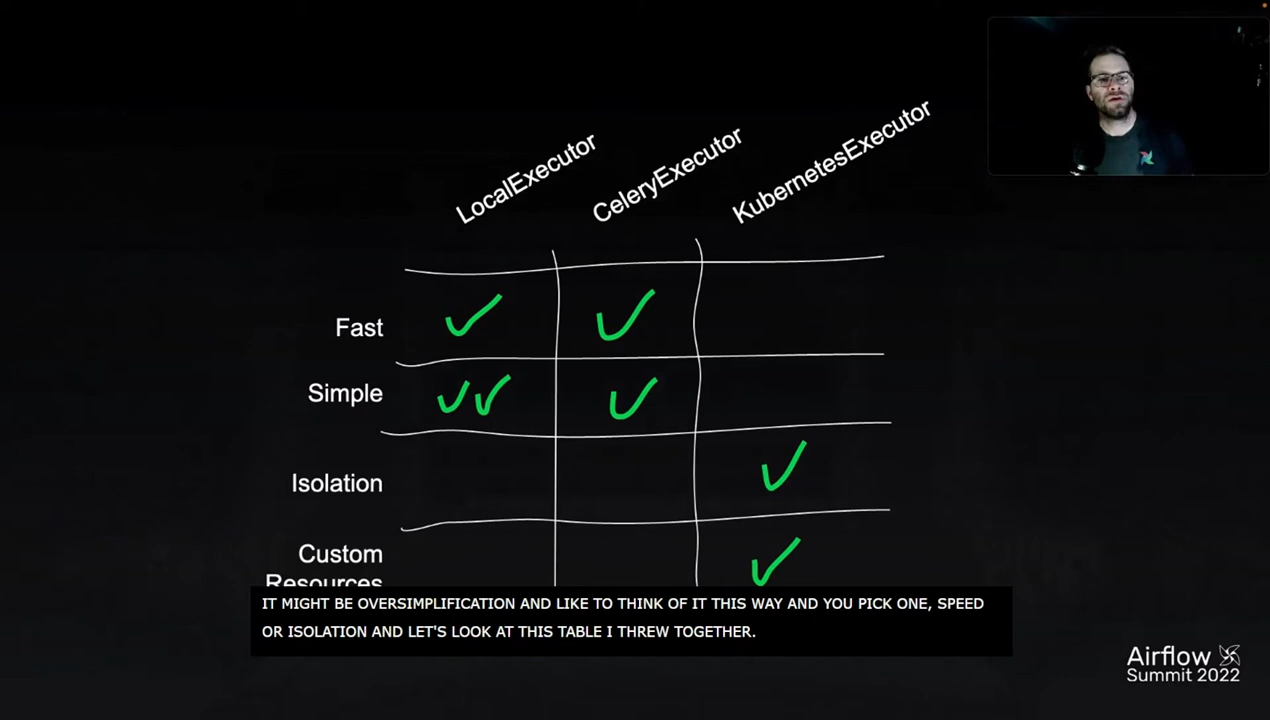 LocalExecutor
CeleryExecutor
KubernetesExecutor
Fast
Simple
Isolation
Custom
Resources
IT MIGHT BE OVERSIMPLIFICATION AND LIKE TO THINK OF IT THIS WAY AND YOU PICK ONE, SPEED
OR ISOLATION AND LET'S LOOK AT THIS TABLE I THREW TOGETHER.
Airflow
Summit 2022